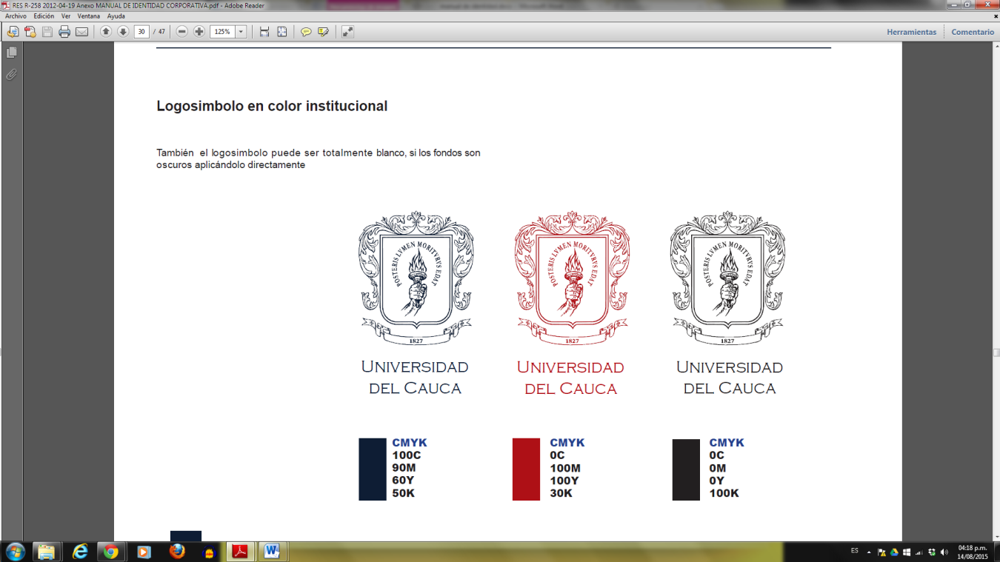 RES R-258 2012-04-19 Anexo MANUAL DE IDENTIDAD CORPORATIVA.pdf - Adobe Reader
Archivo Edición Ver Ventana Ayuda
30 / 47 125% Herramientas Comentario
Logosimbolo en color institucional
También el logosimbolo puede ser totalmente blanco, si los fondos son
oscuros aplicándolo directamente
POSTERIS LVMEN MORITVRVS EDAT
1827
UNIVERSIDAD
DEL CAUCA
POSTERIS LVMEN MORITVRVS EDAT
1827
UNIVERSIDAD
DEL CAUCA
POSTERIS LVMEN MORITVRVS EDAT
1827
UNIVERSIDAD
DEL CAUCA
CMYK
100C
90M
60Y
50K
CMYK
0C
100M
100Y
30K
CMYK
0C
0M
0Y
100K
ES
04:18 p.m.
14/08/2015